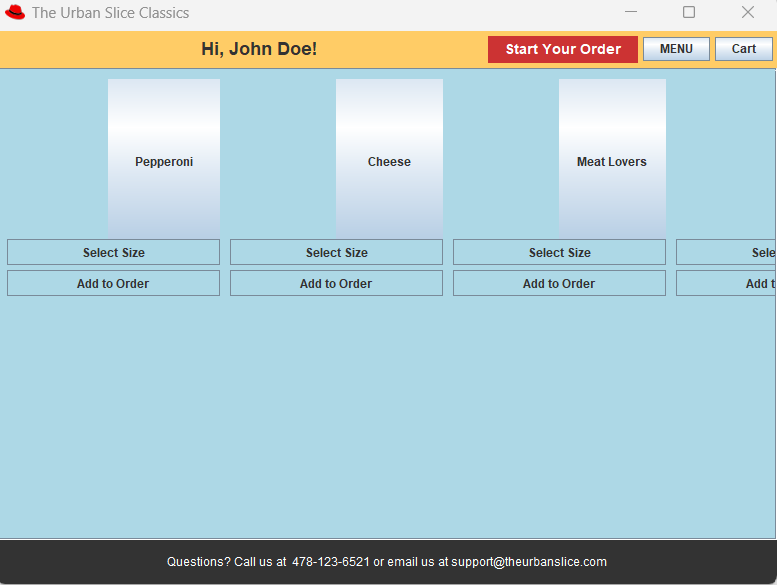 The Urban Slice Classics
Hi, John Doe! Start Your Order MENU Cart
Pepperoni Cheese Meat Lovers
Select Size Select Size Select Size Sele
Add to Order Add to Order Add to Order Add t
Questions? Call us at 478-123-6521 or email us at support@theurbanslice.com